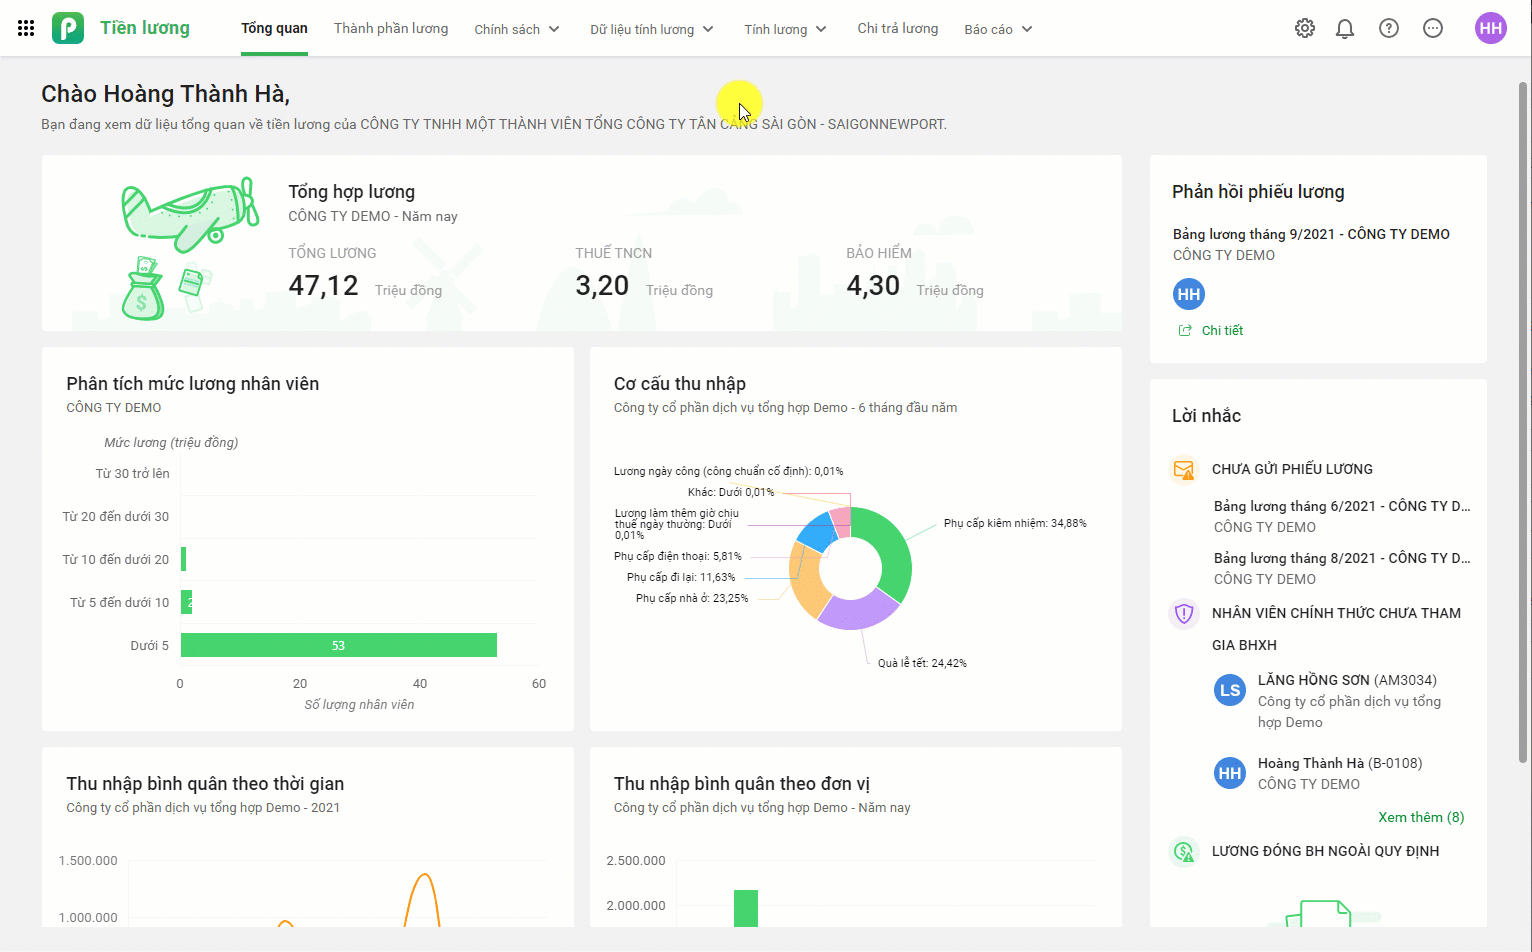 Tiền lương
Tổng quan
Thành phần lương
Chính sách
Dữ liệu tính lương
Tính lương
Chi trả lương
Báo cáo
HH
Chào Hoàng Thành Hà,
Bạn đang xem dữ liệu tổng quan về tiền lương của CÔNG TY TNHH MỘT THÀNH VIÊN TỔNG CÔNG TY TÂN CẢNG SÀI GÒN - SAIGONNEWPORT.
Tổng hợp lương
CÔNG TY DEMO - Năm nay
TỔNG LƯƠNG
47,12 Triệu đồng
THUẾ TNCN
3,20 Triệu đồng
BẢO HIỂM
4,30 Triệu đồng
Phân tích mức lương nhân viên
CÔNG TY DEMO
Mức lương (triệu đồng)
Từ 30 trở lên
Từ 20 đến dưới 30
Từ 10 đến dưới 20
Từ 5 đến dưới 10
2
Dưới 5
53
0 20 40 60
Số lượng nhân viên
Cơ cấu thu nhập
Công ty cổ phần dịch vụ tổng hợp Demo - 6 tháng đầu năm
Lương ngày công (công chuẩn cố định): 0,01%
Khác: Dưới 0,01%
Lương làm thêm giờ chịu
thuế ngày thường: Dưới
0,01%
Phụ cấp điện thoại: 5,81%
Phụ cấp đi lại: 11,63%
Phụ cấp nhà ở: 23,25%
Phụ cấp kiêm nhiệm: 34,88%
Quà lễ tết: 24,42%
Thu nhập bình quân theo thời gian
Công ty cổ phần dịch vụ tổng hợp Demo - 2021
1.500.000
1.000.000
Thu nhập bình quân theo đơn vị
Công ty cổ phần dịch vụ tổng hợp Demo - Năm nay
2.500.000
2.000.000
Phản hồi phiếu lương
Bảng lương tháng 9/2021 - CÔNG TY DEMO
CÔNG TY DEMO
HH
Chi tiết
Lời nhắc
CHƯA GỬI PHIẾU LƯƠNG
Bảng lương tháng 6/2021 - CÔNG TY D...
CÔNG TY DEMO
Bảng lương tháng 8/2021 - CÔNG TY D...
CÔNG TY DEMO
NHÂN VIÊN CHÍNH THỨC CHƯA THAM
GIA BHXH
LS
LĂNG HỒNG SƠN (AM3034)
Công ty cổ phần dịch vụ tổng
hợp Demo
HH
Hoàng Thành Hà (B-0108)
CÔNG TY DEMO
Xem thêm (8)
LƯƠNG ĐÓNG BH NGOÀI QUY ĐỊNH